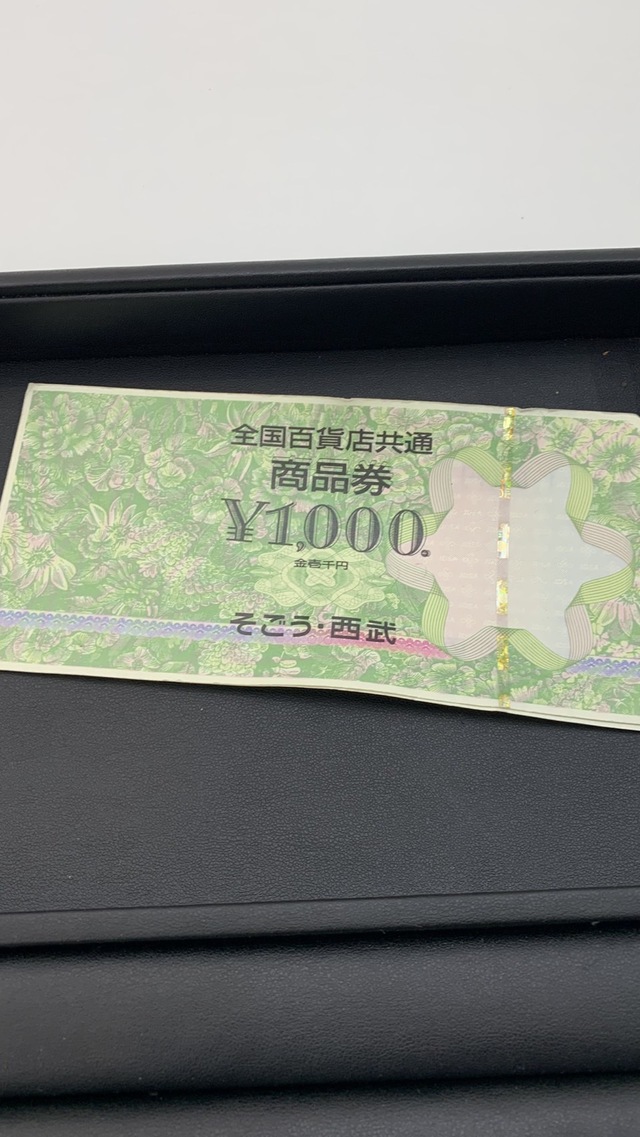 全国百貨店共通
商品券
¥1,000.
金壱千円
そごう・西武